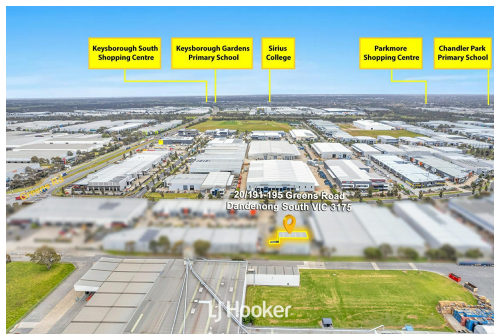 Keysborough South
Shopping Centre
Keysborough Gardens
Primary School
Sirius
College
Parkmore
Shopping Centre
Chandler Park
Primary School
20/191-195 Greens Road
Dandenong South VIC 3175
LJ Hooker